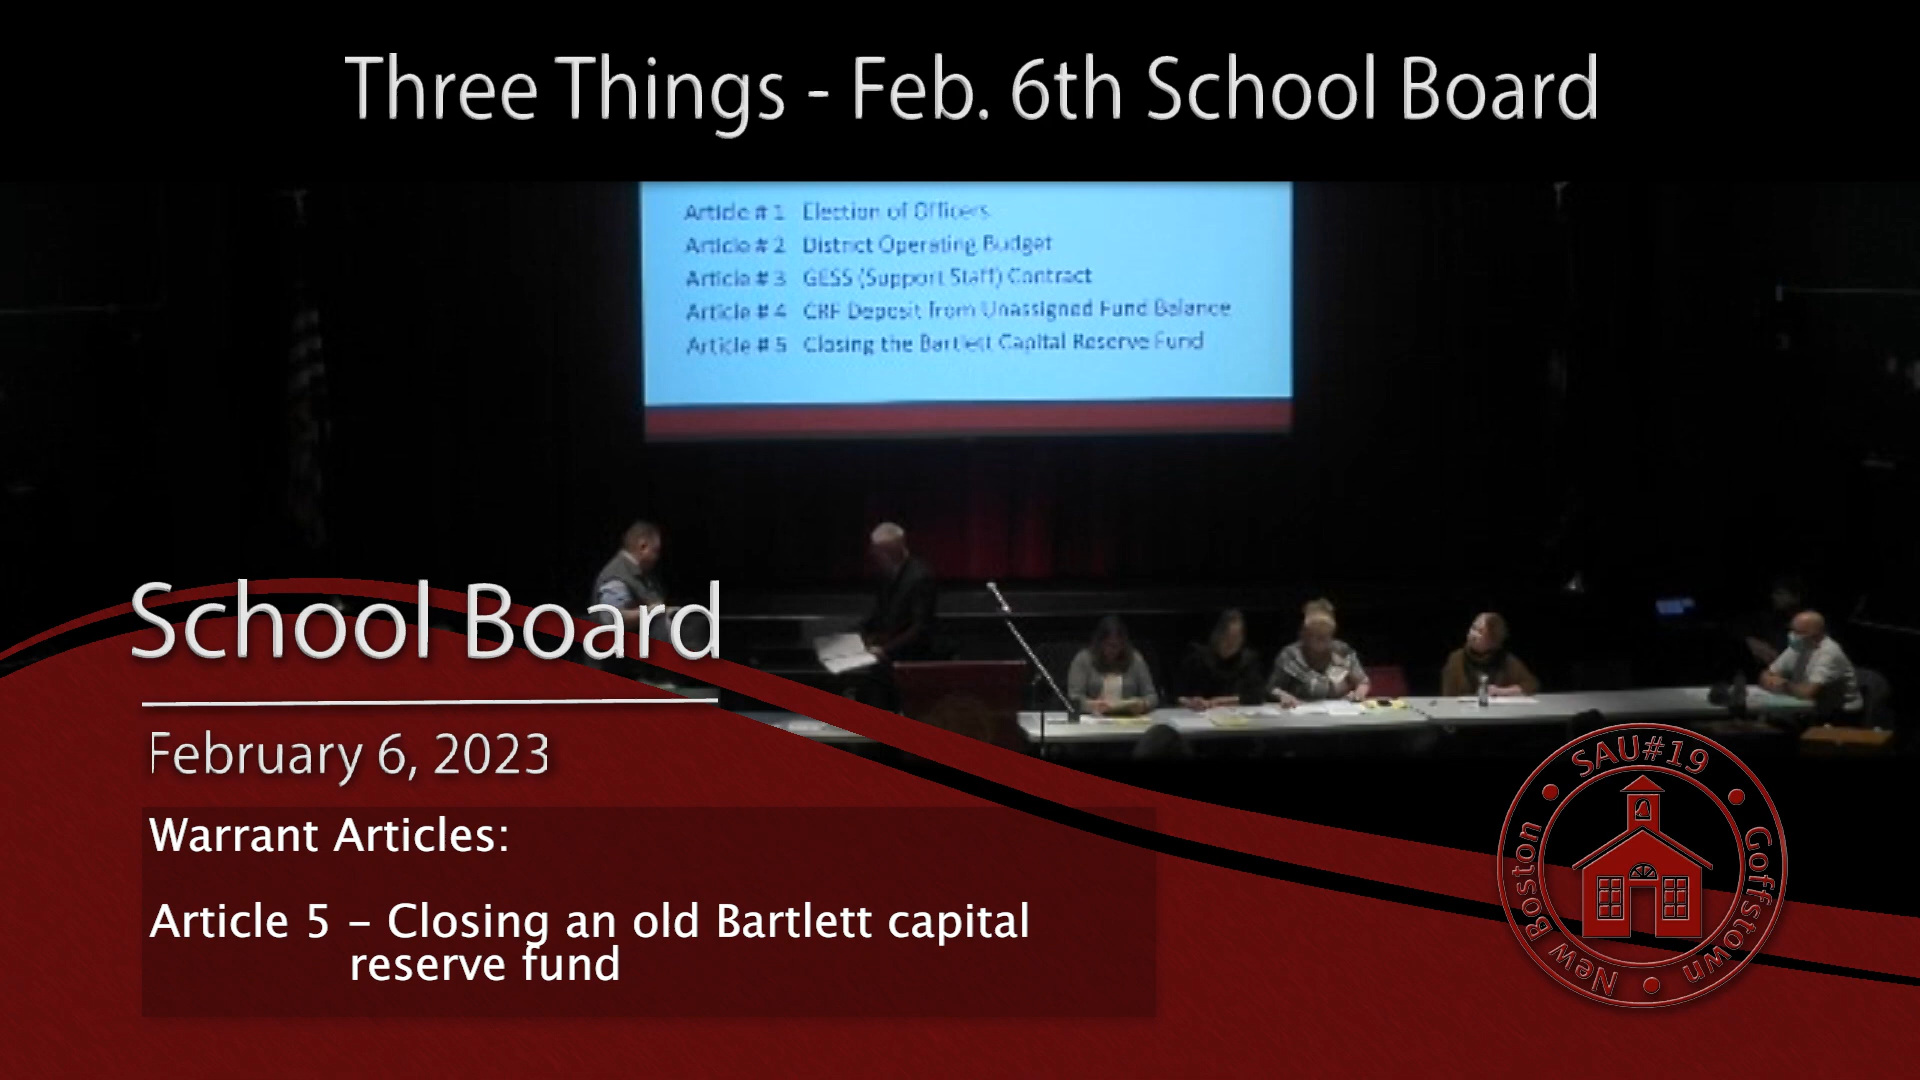 Three Things - Feb. 6th School Board
Article # 1 Election of Officers
Article # 2 District Operating Budget
Article # 3 GESS (Support Staff) Contract
Article # 4 CRF Deposit from Unassigned Fund Balance
Article # 5 Closing the Bartlett Capital Reserve Fund
School Board
February 6, 2023
Warrant Articles:
Article 5 – Closing an old Bartlett capital
reserve fund
SAU#19
New Boston • Goffstown